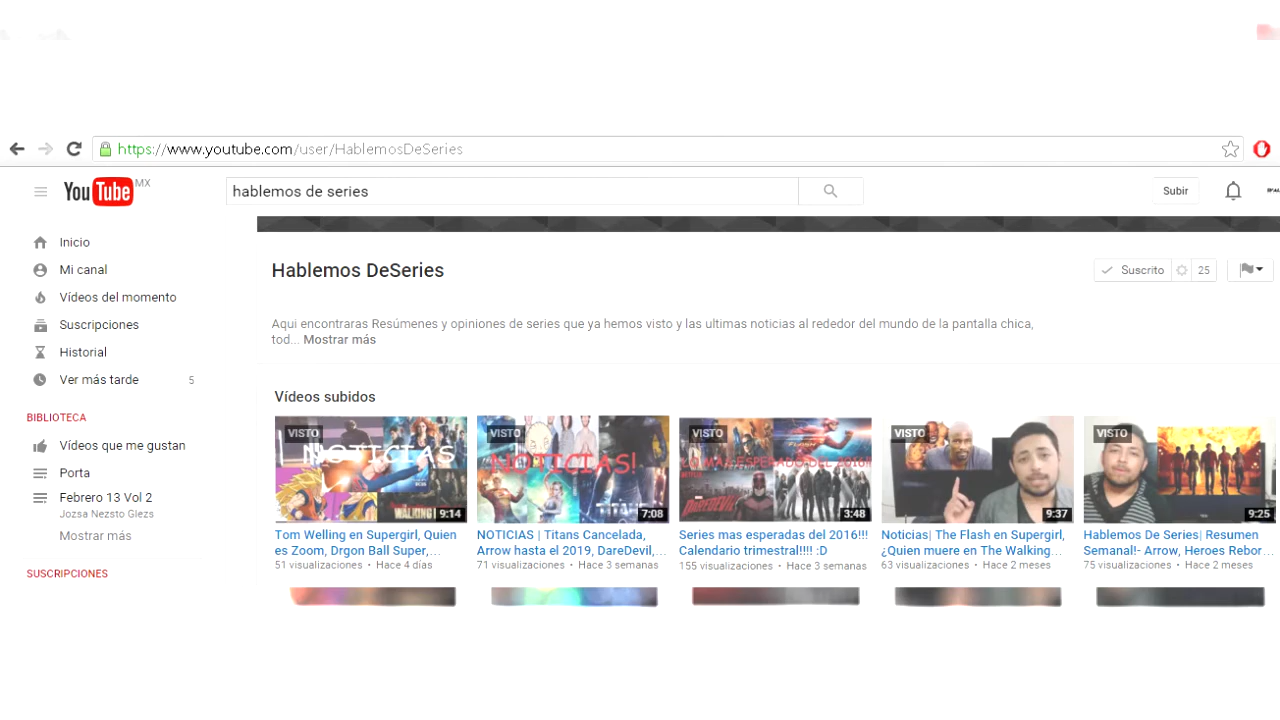 https://www.youtube.com/user/HablemosDeSeries
YouTube MX
hablemos de series
Subir
Inicio
Mi canal
Vídeos del momento
Suscripciones
Historial
Ver más tarde 5
BIBLIOTECA
Vídeos que me gustan
Porta
Febrero 13 Vol 2
Jozsa Nezsto Glezs
Mostrar más
SUSCRIPCIONES
Hablemos DeSeries
Suscrito 25
Aqui encontraras Resúmenes y opiniones de series que ya hemos visto y las ultimas noticias al rededor del mundo de la pantalla chica,
tod... Mostrar más
Vídeos subidos
VISTO
NOTICIAS
WALKING
9:14
Tom Welling en Supergirl, Quien
es Zoom, Drgon Ball Super,...
51 visualizaciones • Hace 4 días
VISTO
NOTICIAS!
7:08
NOTICIAS | Titans Cancelada,
Arrow hasta el 2019, DareDevil,...
71 visualizaciones • Hace 3 semanas
VISTO
LO MAS ESPERADO DEL 2016!!
DAREDEVIL
3:48
Series mas esperadas del 2016!!!
Calendario trimestral!!!! :D
155 visualizaciones • Hace 3 semanas
VISTO
9:37
Noticias| The Flash en Supergirl,
¿Quien muere en The Walking...
63 visualizaciones • Hace 2 meses
VISTO
9:25
Hablemos De Series| Resumen
Semanal!- Arrow, Heroes Rebor...
75 visualizaciones • Hace 2 meses